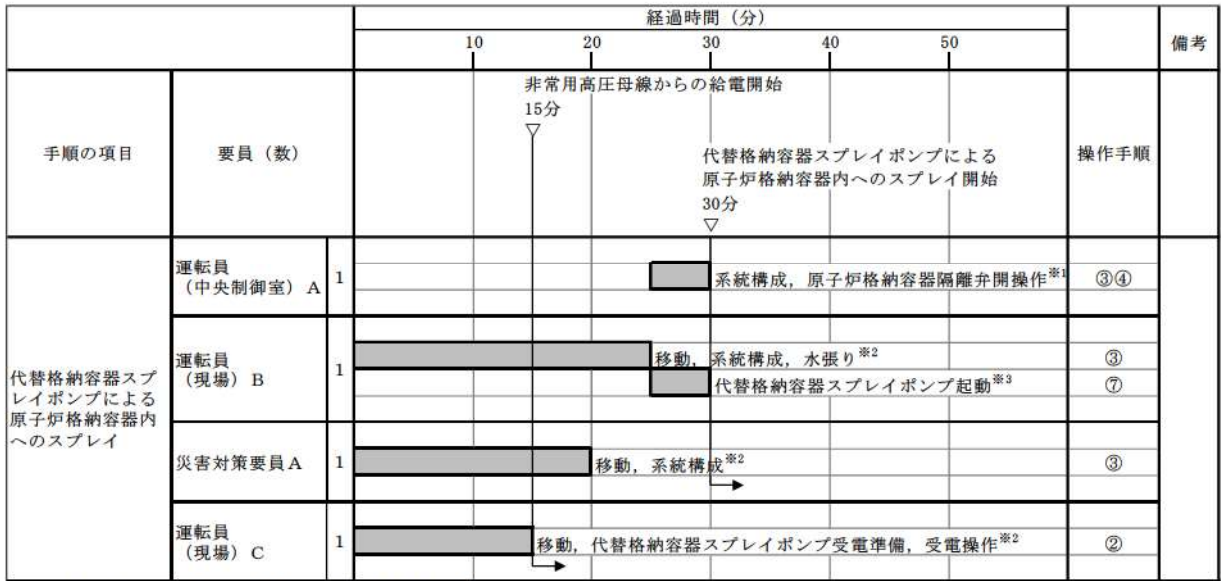 経過時間（分）
備考
10 20 30 40 50
手順の項目
要員（数）
非常用高圧母線からの給電開始
15分
▽
代替格納容器スプレイポンプによる
原子炉格納容器内へのスプレイ開始
30分
▽
操作手順
代替格納容器スプ
レイポンプによる
原子炉格納容器内
へのスプレイ
運転員
（中央制御室）A
1
系統構成，原子炉格納容器隔離弁開操作※1
③④
運転員
（現場）B
1
移動，系統構成，水張り※2
③
代替格納容器スプレイポンプ起動※3
⑦
災害対策要員A
1
移動，系統構成※2
③
運転員
（現場）C
1
移動，代替格納容器スプレイポンプ受電準備，受電操作※2
②